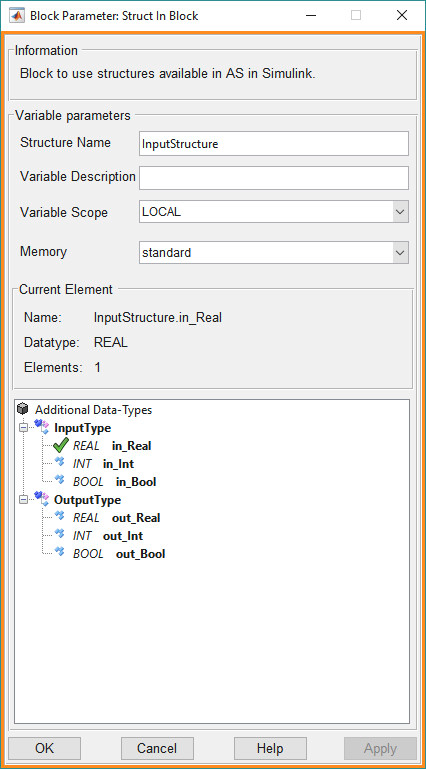 Block Parameter: Struct In Block
Information
Block to use structures available in AS in Simulink.
Variable parameters
Structure Name InputStructure
Variable Description
Variable Scope LOCAL
Memory standard
Current Element
Name: InputStructure.in_Real
Datatype: REAL
Elements: 1
Additional Data-Types
InputType
REAL in_Real
INT in_Int
BOOL in_Bool
OutputType
REAL out_Real
INT out_Int
BOOL out_Bool
OK Cancel Help Apply